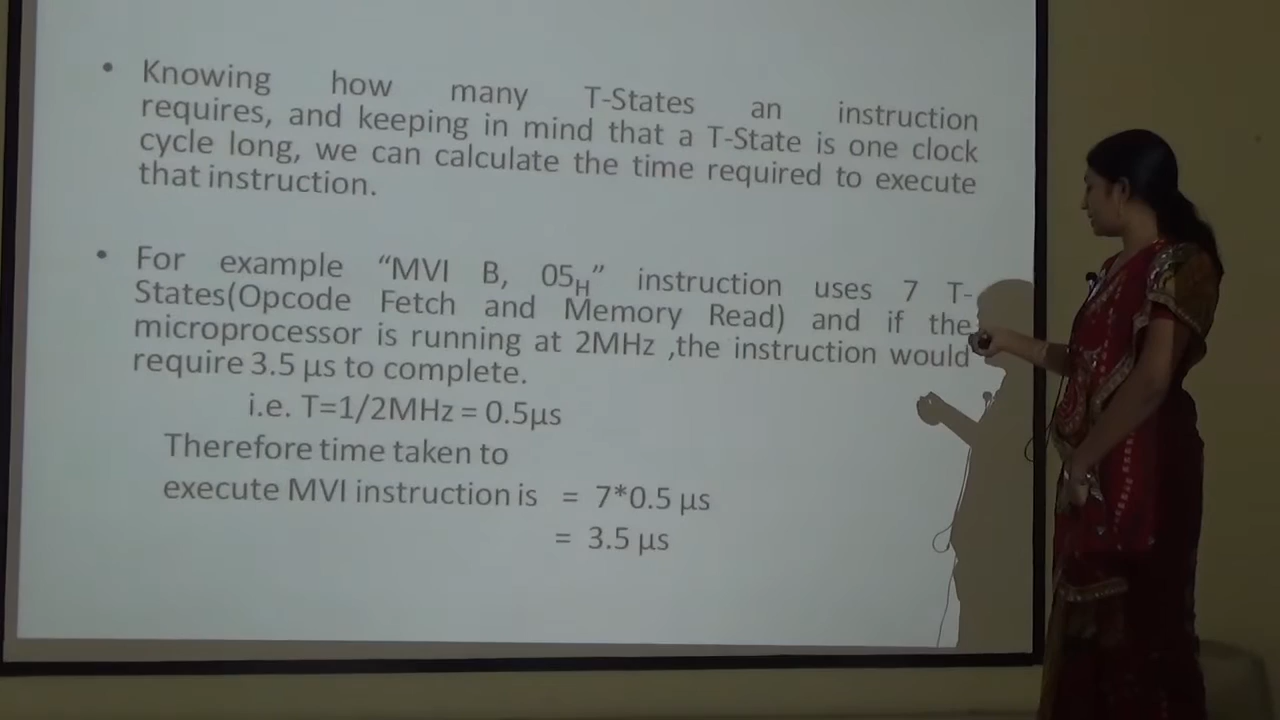 • Knowing how many T-States an instruction
requires, and keeping in mind that a T-State is one clock
cycle long, we can calculate the time required to execute
that instruction.
• For example “MVI B, 05H” instruction uses 7 T-
States(Opcode Fetch and Memory Read) and if the
microprocessor is running at 2MHz ,the instruction would
require 3.5 μs to complete.
i.e. T=1/2MHz = 0.5μs
Therefore time taken to
execute MVI instruction is = 7*0.5 μs
= 3.5 μs